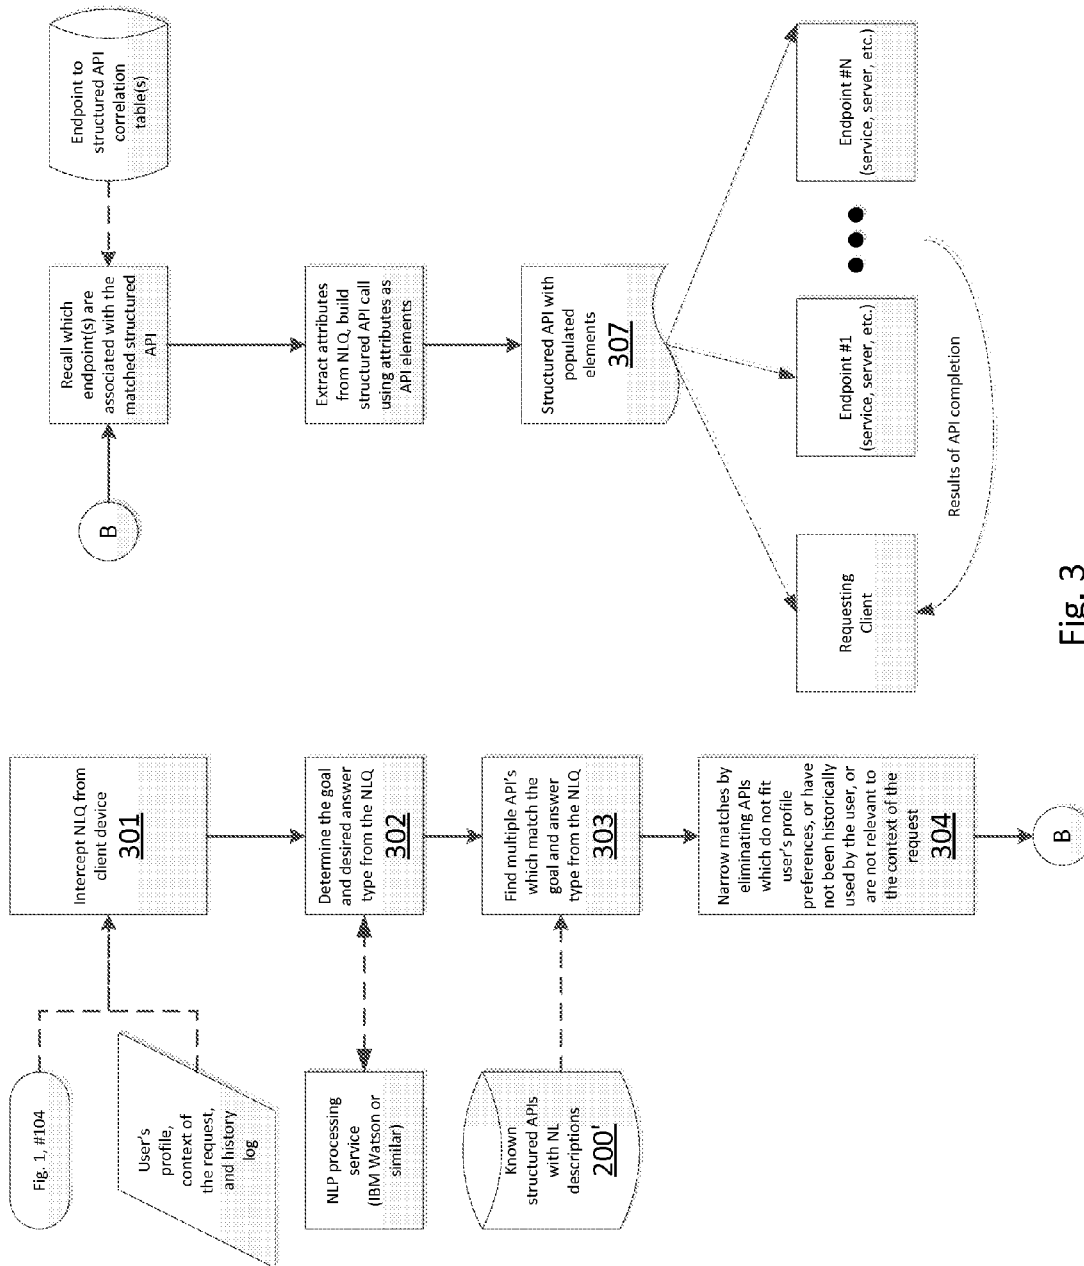 Fig. 1, #104
User's
profile,
context of
the request,
and history
log
Intercept NLQ from
client device
301
NLP processing
service
(IBM Watson or
similar)
Determine the goal
and desired answer
type from the NLQ
302
Known
structured APIs
with NL
descriptions
200'
Find multiple API's
which match the
goal and answer
type from the NLQ
303
Narrow matches by
eliminating APIs
which do not fit
user's profile
preferences, or have
not been historically
used by the user, or
are not relevant to
the context of the
request
304
B
B
Recall which
endpoint(s) are
associated with the
matched structured
API
Endpoint to
structured API
correlation
table(s)
Extract attributes
from NLQ, build
structured API call
using attributes as
API elements
Structured API with
populated
elements
307
Requesting
Client
Endpoint #1
(service, server, etc.)
Endpoint #N
(service, server, etc.)
Results of API completion
Fig. 3